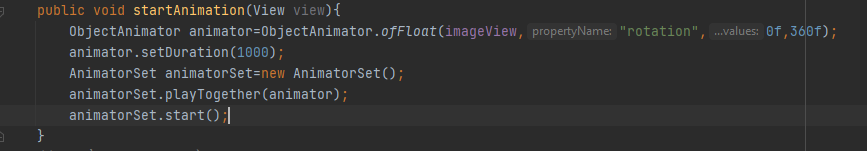 public void startAnimation(View view){
ObjectAnimator animator=ObjectAnimator.ofFloat(imageView, propertyName: "rotation", ...values: 0f,360f);
animator.setDuration(1000);
AnimatorSet animatorSet=new AnimatorSet();
animatorSet.playTogether(animator);
animatorSet.start();
}